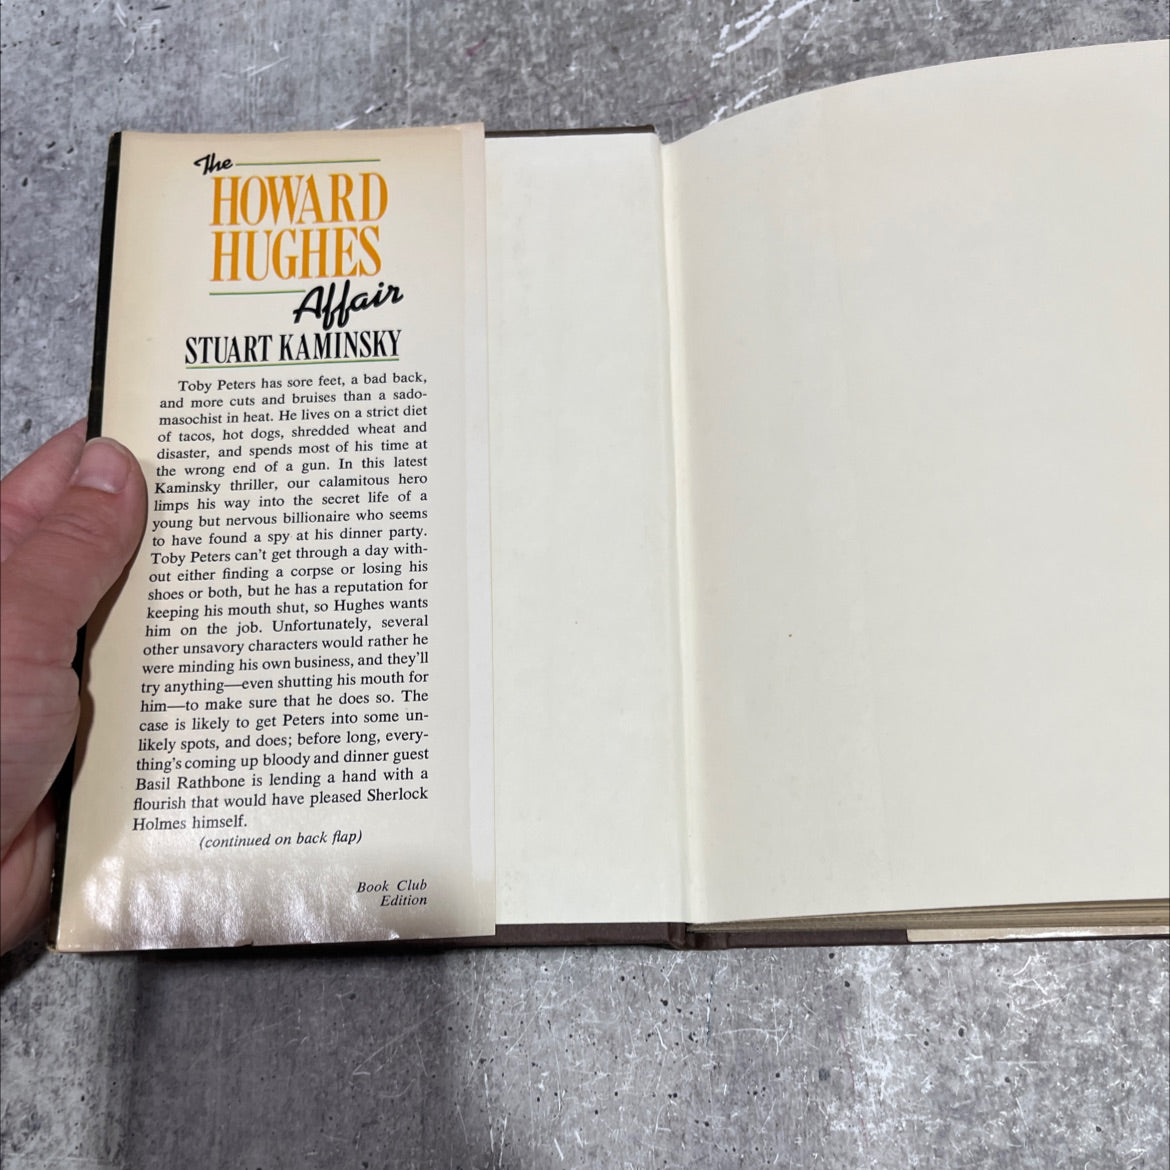 The
HOWARD
HUGHES
Affair
STUART KAMINSKY
Toby Peters has sore feet, a bad back,
and more cuts and bruises than a sado-
masochist in heat. He lives on a strict diet
of tacos, hot dogs, shredded wheat and
disaster, and spends most of his time at
the wrong end of a gun. In this latest
Kaminsky thriller, our calamitous hero
limps his way into the secret life of a
young but nervous billionaire who seems
to have found a spy at his dinner party.
Toby Peters can't get through a day with-
out either finding a corpse or losing his
shoes or both, but he has a reputation for
keeping his mouth shut, so Hughes wants
him on the job. Unfortunately, several
other unsavory characters would rather he
were minding his own business, and they'll
try anything—even shutting his mouth for
him—to make sure that he does so. The
case is likely to get Peters into some un-
likely spots, and does; before long, every-
thing's coming up bloody and dinner guest
Basil Rathbone is lending a hand with a
flourish that would have pleased Sherlock
Holmes himself.
(continued on back flap)
Book Club
Edition